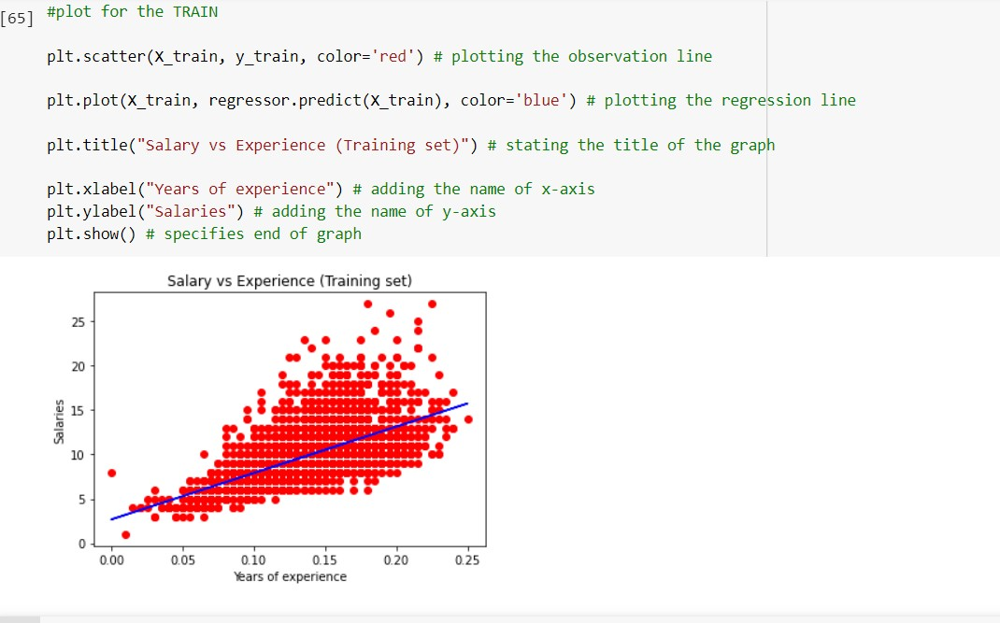 [65] #plot for the TRAIN
plt.scatter(X_train, y_train, color='red') # plotting the observation line
plt.plot(X_train, regressor.predict(X_train), color='blue') # plotting the regression line
plt.title("Salary vs Experience (Training set)") # stating the title of the graph
plt.xlabel("Years of experience") # adding the name of x-axis
plt.ylabel("Salaries") # adding the name of y-axis
plt.show() # specifies end of graph
Salary vs Experience (Training set)
25
20
15
10
5
0
Salaries
0.00 0.05 0.10 0.15 0.20 0.25
Years of experience